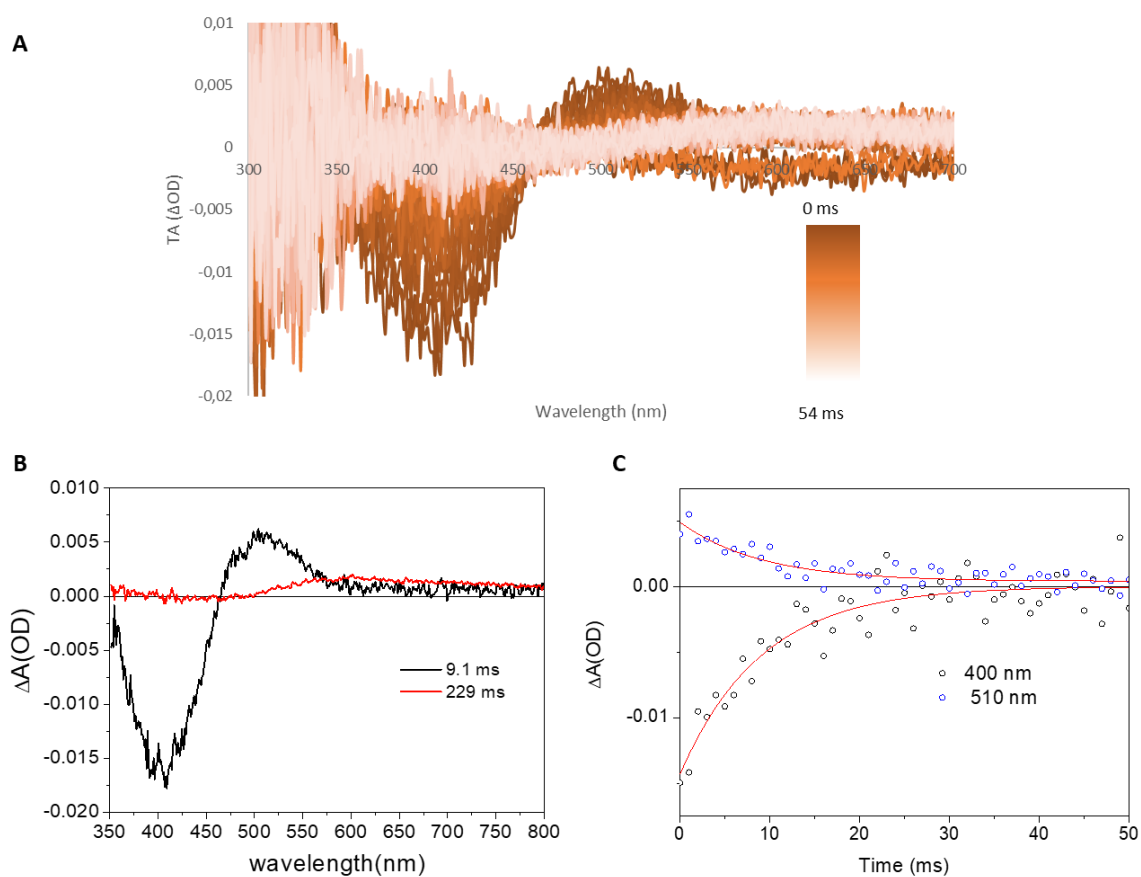 A
0,01
0,005
0
-0,005
-0,01
-0,015
-0,02
TA (ΔOD)
300 350 400 450 500 550 600 650 700
Wavelength (nm)
0 ms
54 ms
B
0.010
0.005
0.000
-0.005
-0.010
-0.015
-0.020
ΔA(OD)
9.1 ms
229 ms
350 400 450 500 550 600 650 700 750 800
wavelength(nm)
C
0.00
-0.01
ΔA(OD)
400 nm
510 nm
0 10 20 30 40 50
Time (ms)